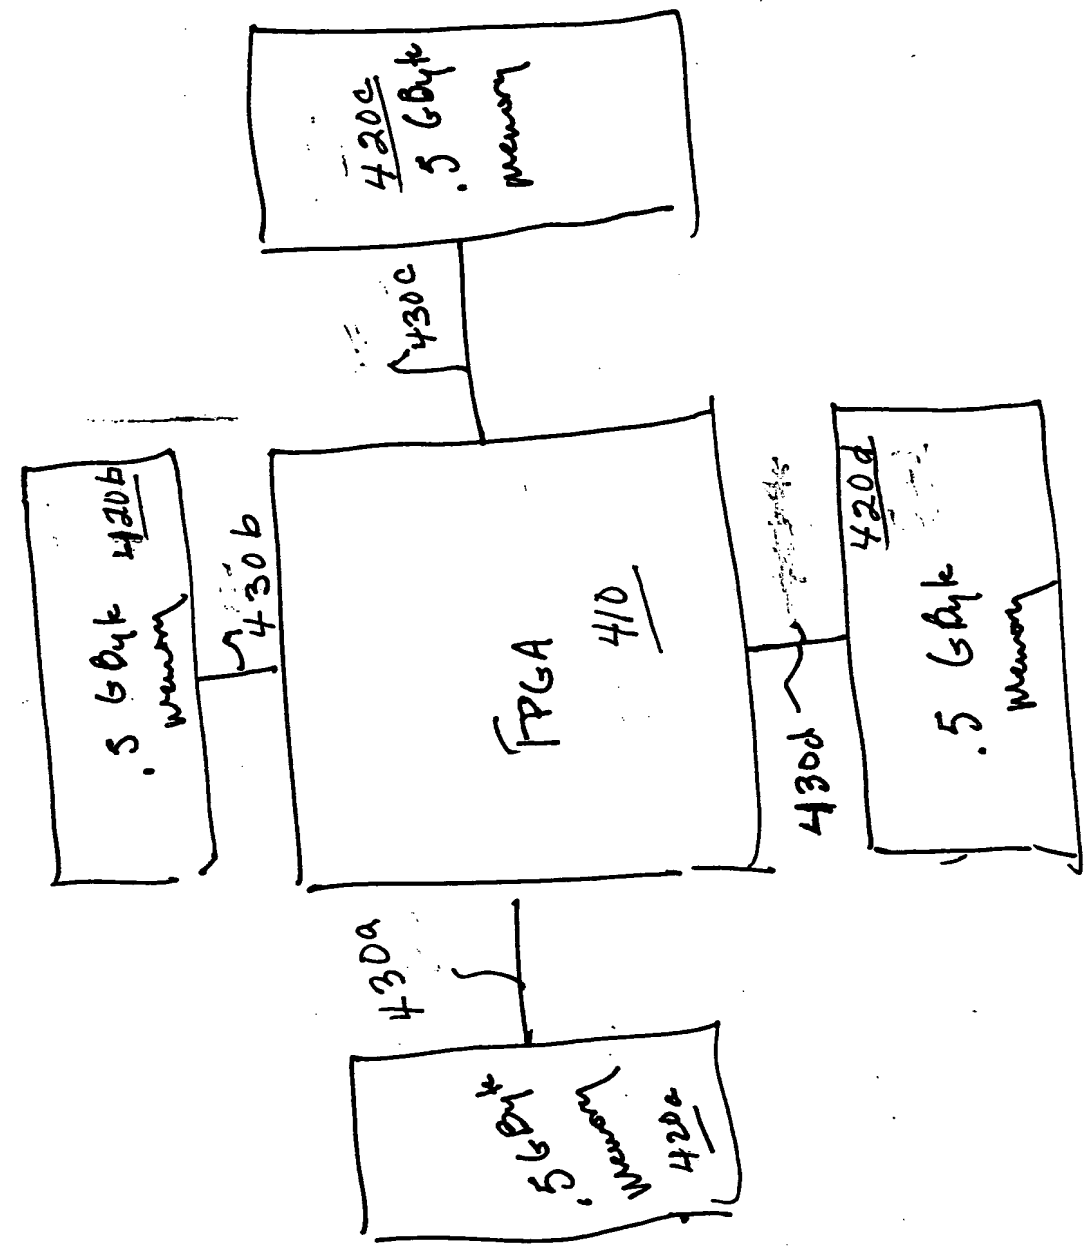 .5 GByte 420b
memory
430b
430a
.5 GByte
memory
420a
FPGA
410
430c
420c
.5 GByte
memory
430d
420d
.5 GByte
memory